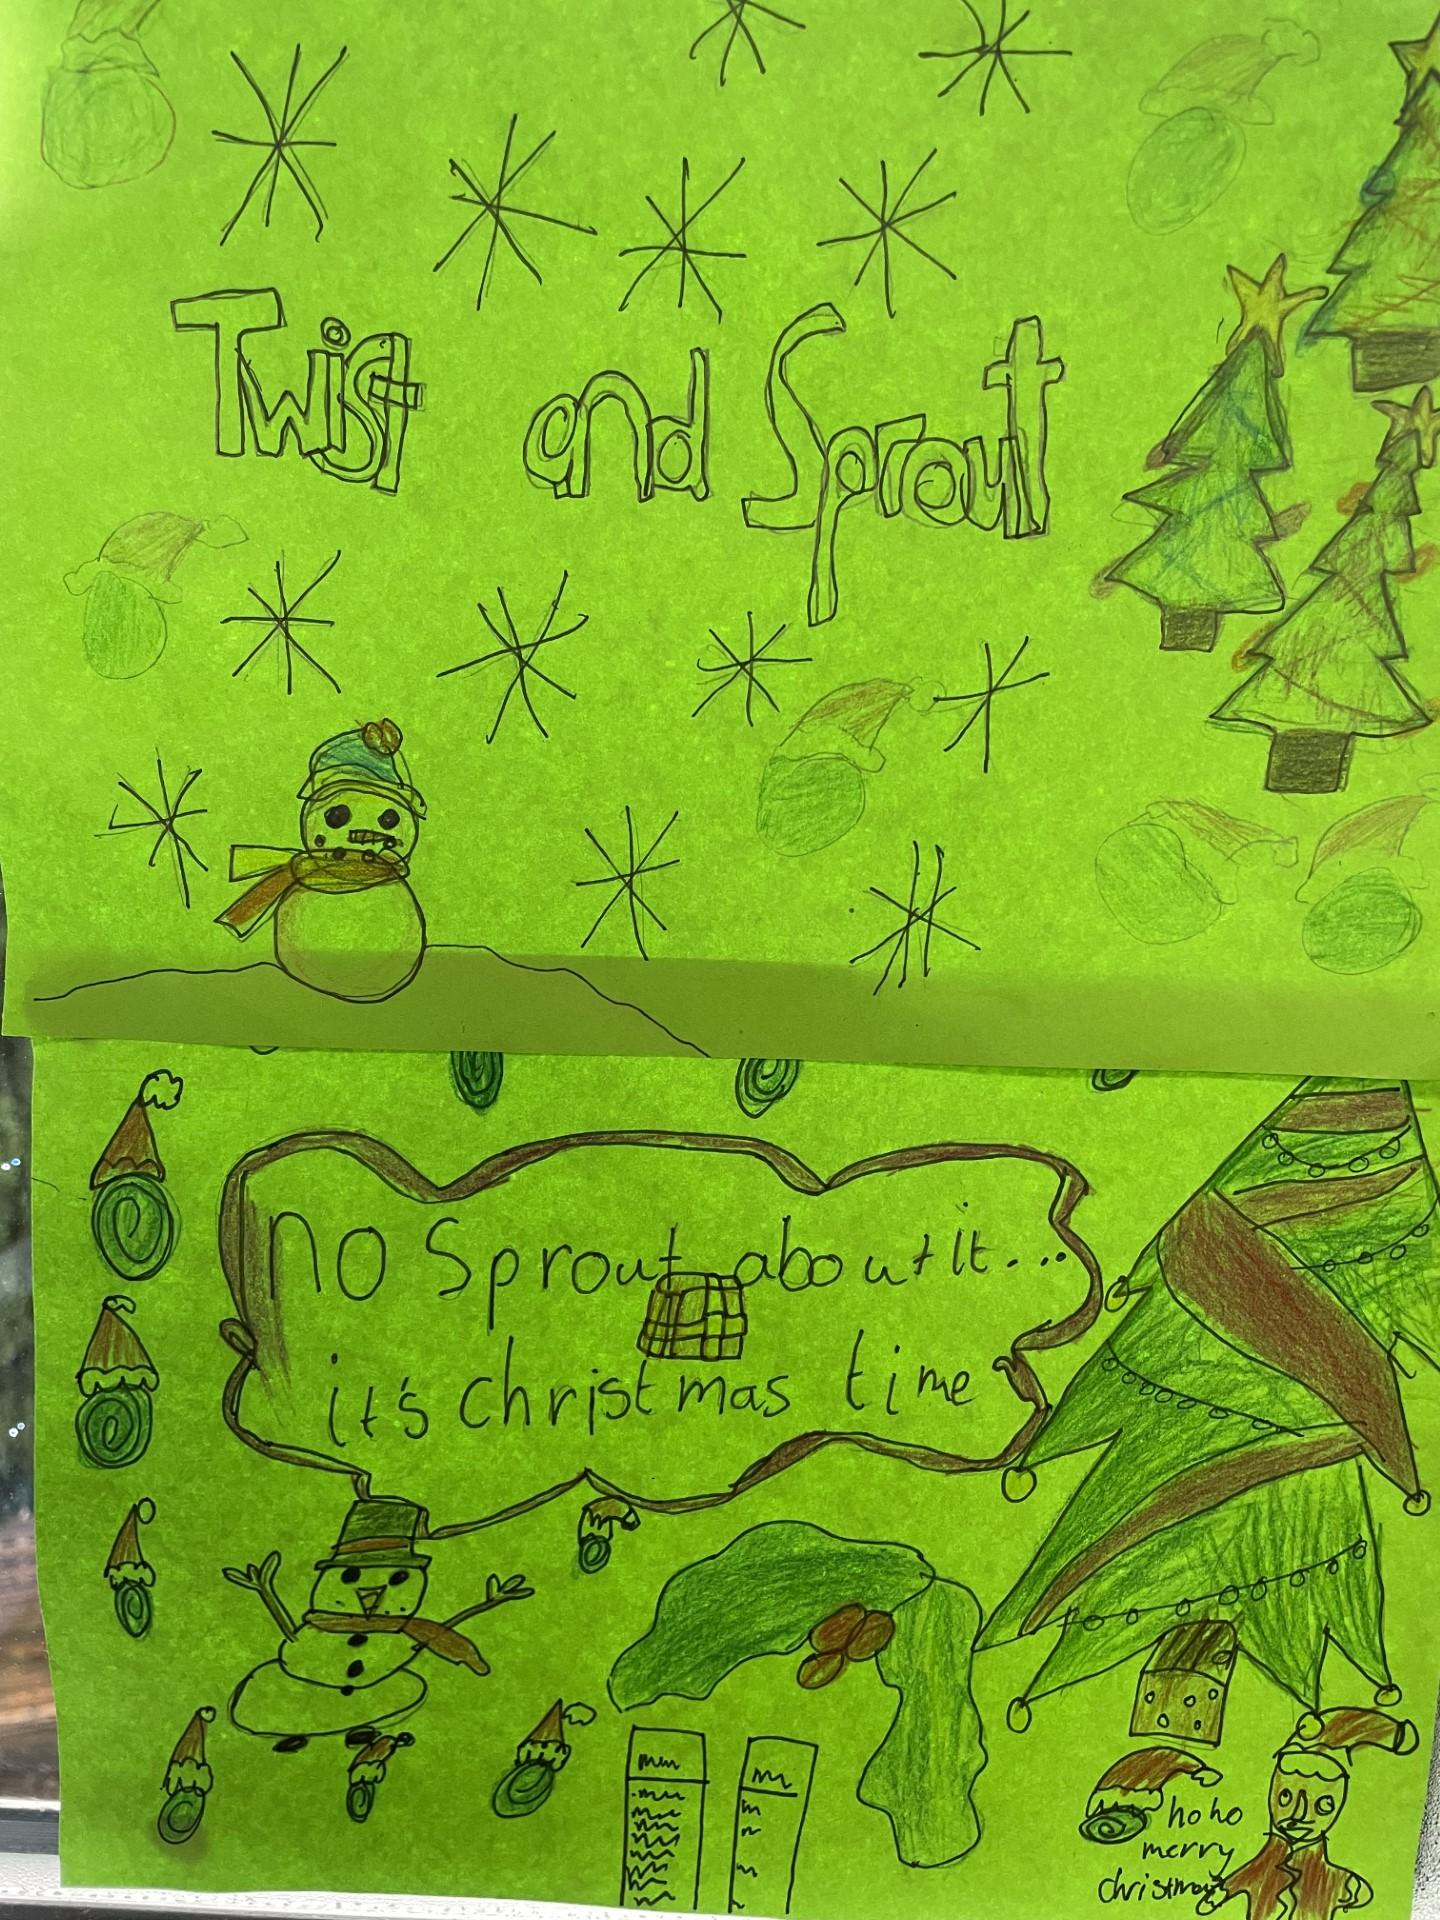 Twist and Sprout
No Sprout about It...
it's christmas time
ho ho
merry
christmas